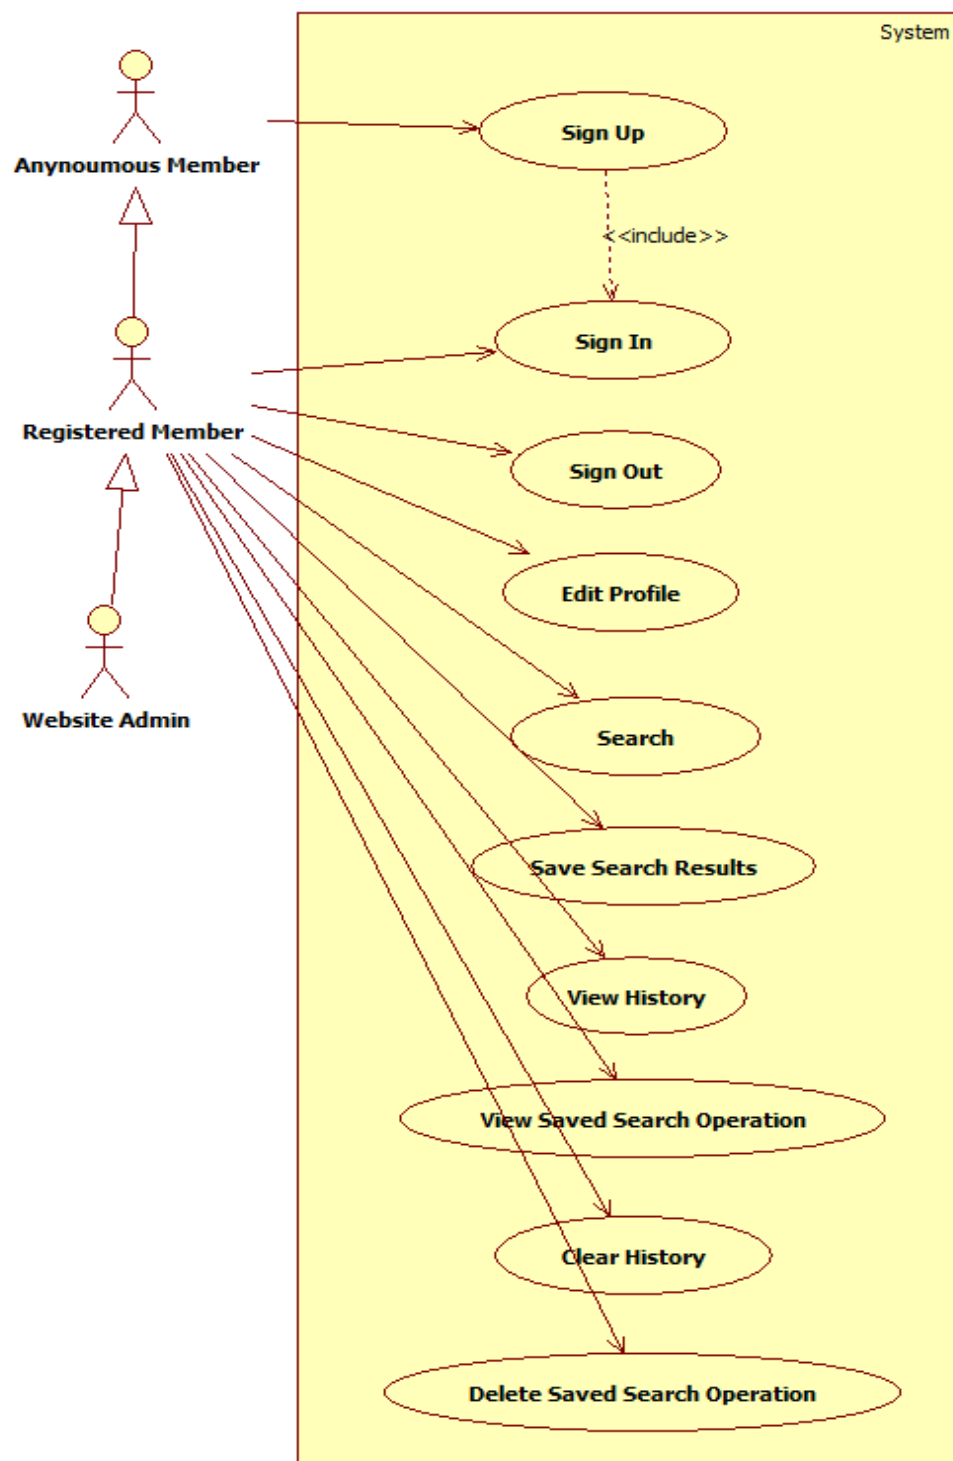 System
Sign Up
Anynoumous Member
<<include>>
Sign In
Registered Member
Sign Out
Edit Profile
Website Admin
Search
Save Search Results
View History
View Saved Search Operation
Clear History
Delete Saved Search Operation